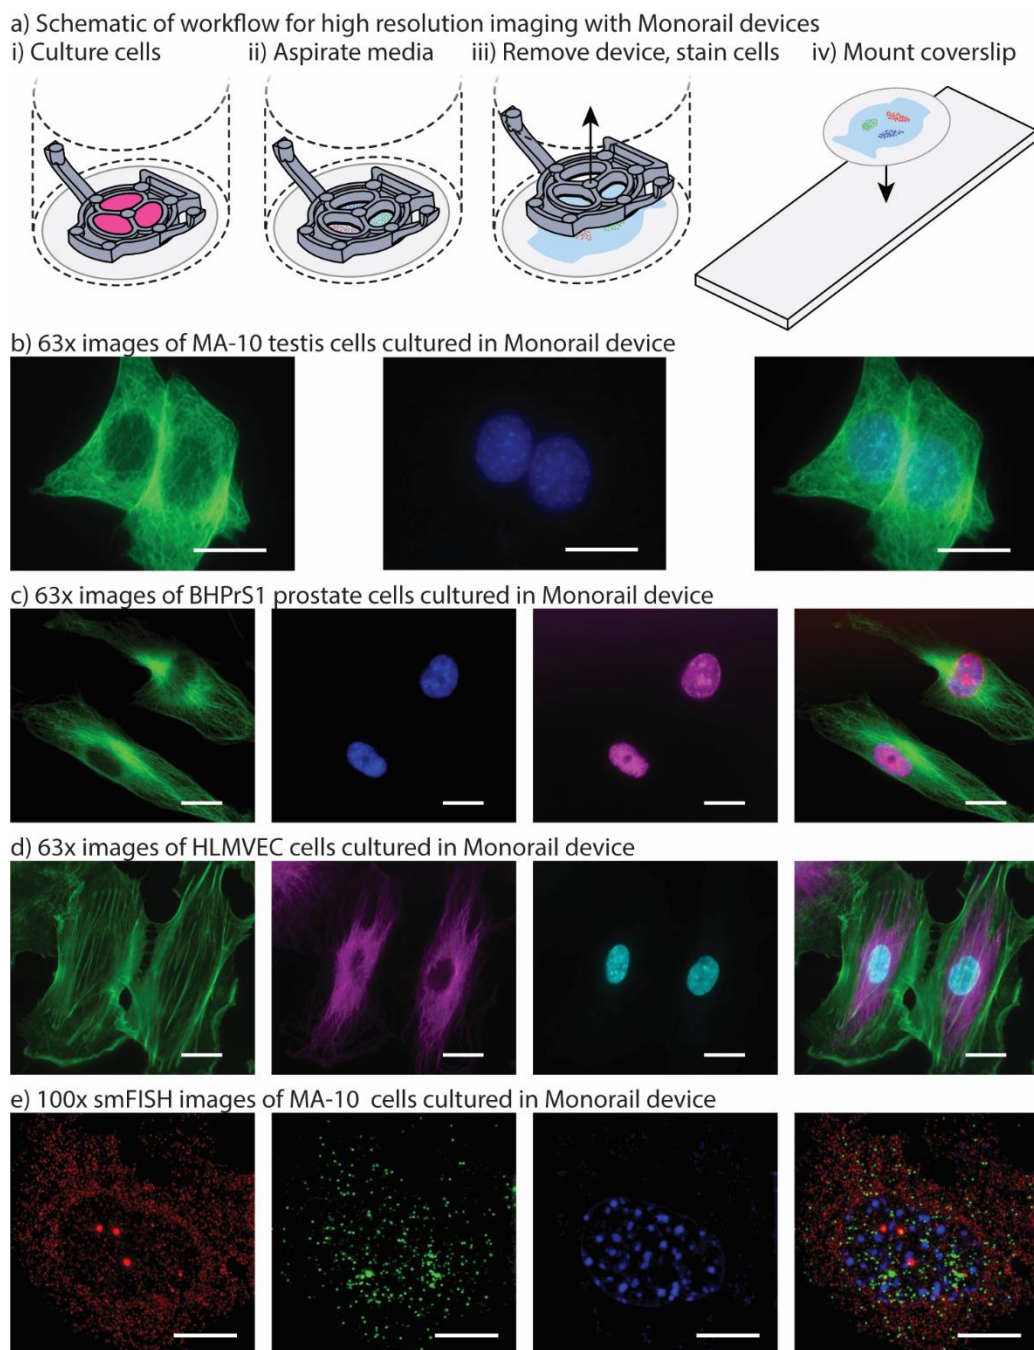 a) Schematic of workflow for high resolution imaging with Monorail devices
i) Culture cells
ii) Aspirate media
iii) Remove device, stain cells
iv) Mount coverslip
b) 63x images of MA-10 testis cells cultured in Monorail device
c) 63x images of BHPrS1 prostate cells cultured in Monorail device
d) 63x images of HLMVEC cells cultured in Monorail device
e) 100x smFISH images of MA-10 cells cultured in Monorail device